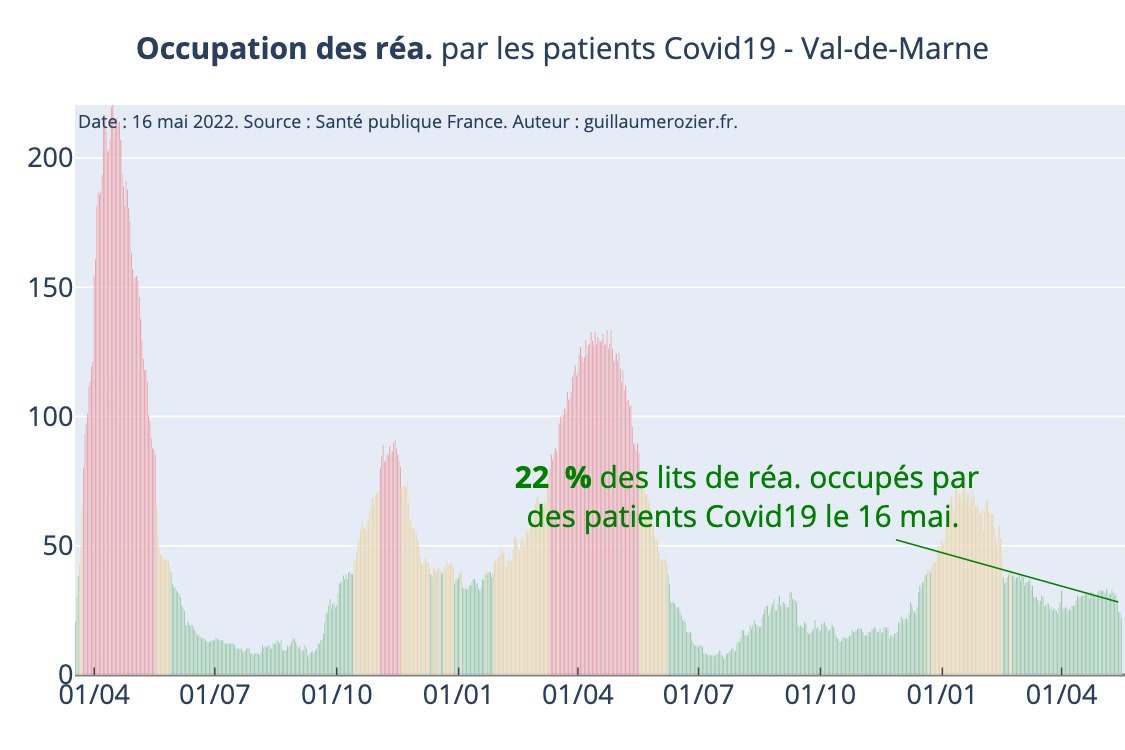 Occupation des réa. par les patients Covid19 - Val-de-Marne
Date : 16 mai 2022. Source : Santé publique France. Auteur : guillaumerozier.fr.
200
150
100
22 % des lits de réa. occupés par
des patients Covid19 le 16 mai.
50
0
01/04 01/07 01/10 01/01 01/04 01/07 01/10 01/01 01/04